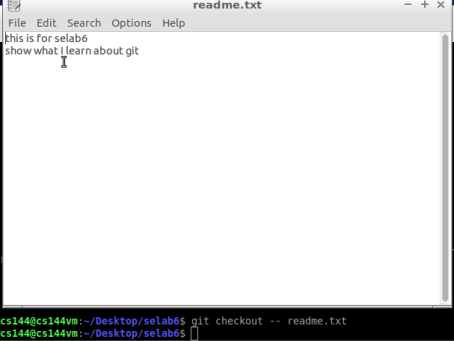 readme.txt
File Edit Search Options Help
this is for selab6
show what I learn about git
cs144@cs144vm:~/Desktop/selab6$ git checkout -- readme.txt
cs144@cs144vm:~/Desktop/selab6$